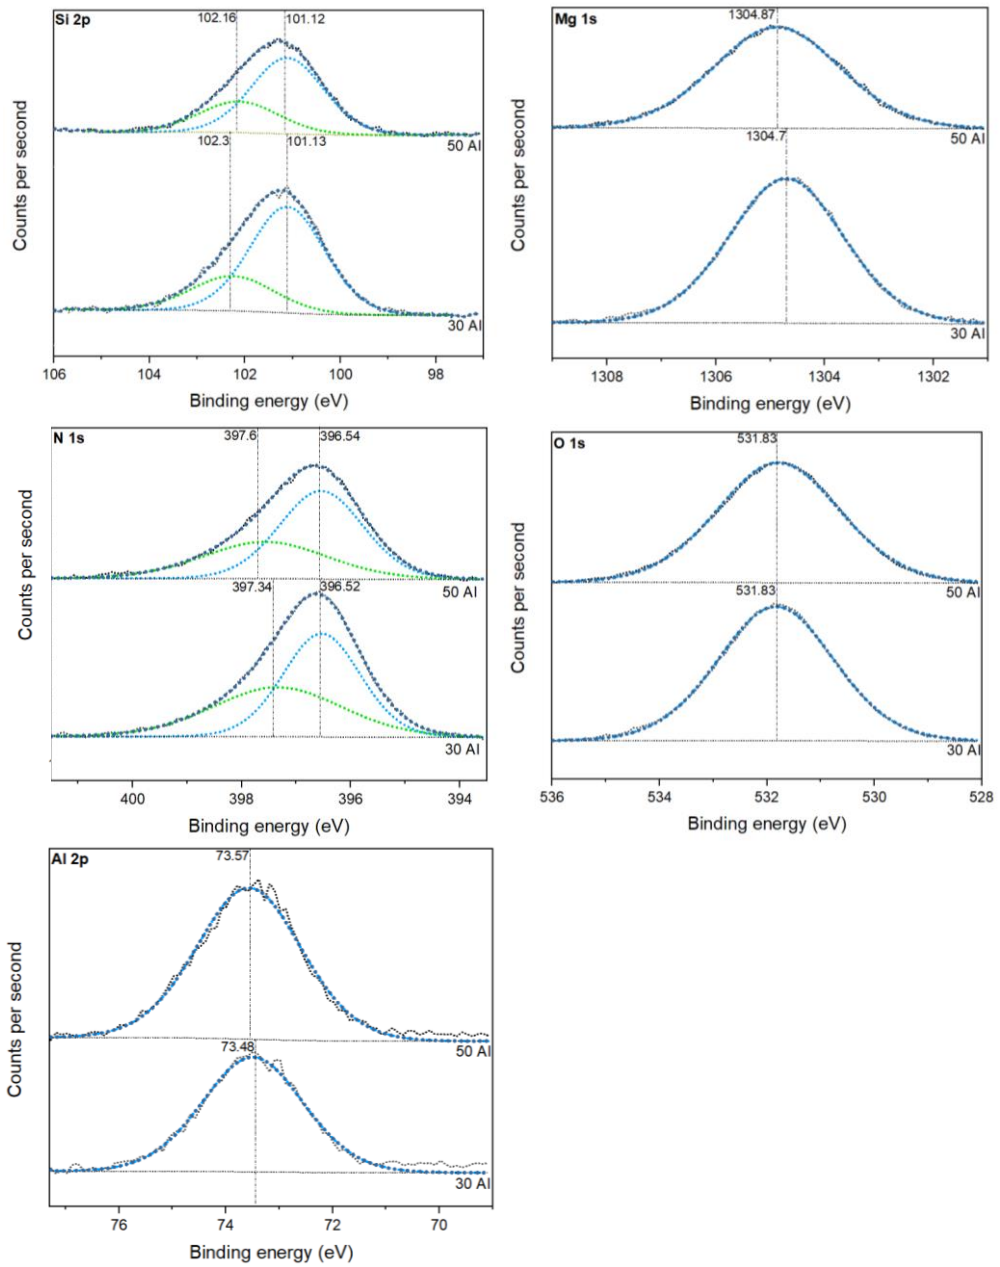 Si 2p
102.16
101.12
50 Al
102.3
101.13
30 Al
106
104
102
100
98
Binding energy (eV)
Counts per second
Mg 1s
1304.87
50 Al
1304.7
30 Al
1308
1306
1304
1302
Binding energy (eV)
Counts per second
N 1s
397.6
396.54
50 Al
397.34
396.52
30 Al
400
398
396
394
Binding energy (eV)
Counts per second
O 1s
531.83
50 Al
531.83
30 Al
536
534
532
530
528
Binding energy (eV)
Counts per second
Al 2p
73.57
50 Al
73.48
30 Al
76
74
72
70
Binding energy (eV)
Counts per second